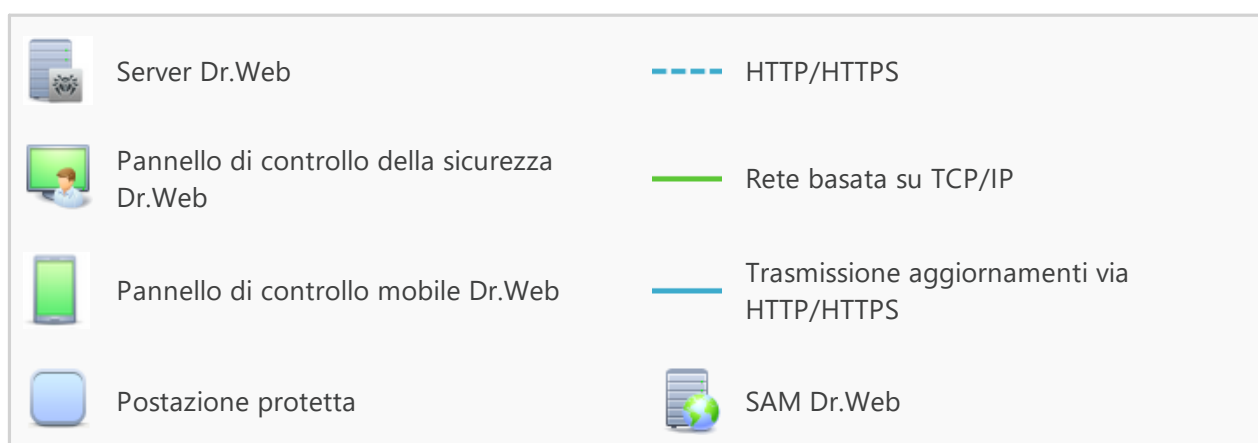 Server Dr.Web
HTTP/HTTPS
Pannello di controllo della sicurezza
Dr.Web
Rete basata su TCP/IP
Pannello di controllo mobile Dr.Web
Trasmissione aggiornamenti via
HTTP/HTTPS
Postazione protetta
SAM Dr.Web